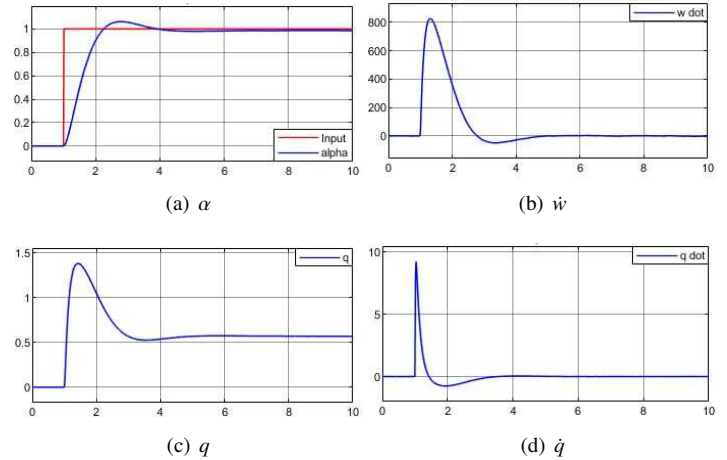 1
0.8
0.6
0.4
0.2
0
Input
alpha
0 2 4 6 8 10
(a) α
800
600
400
200
0
w dot
0 2 4 6 8 10
(b) ẇ
1.5
1
0.5
0
q
0 2 4 6 8 10
(c) q
10
5
0
q dot
0 2 4 6 8 10
(d) q̇